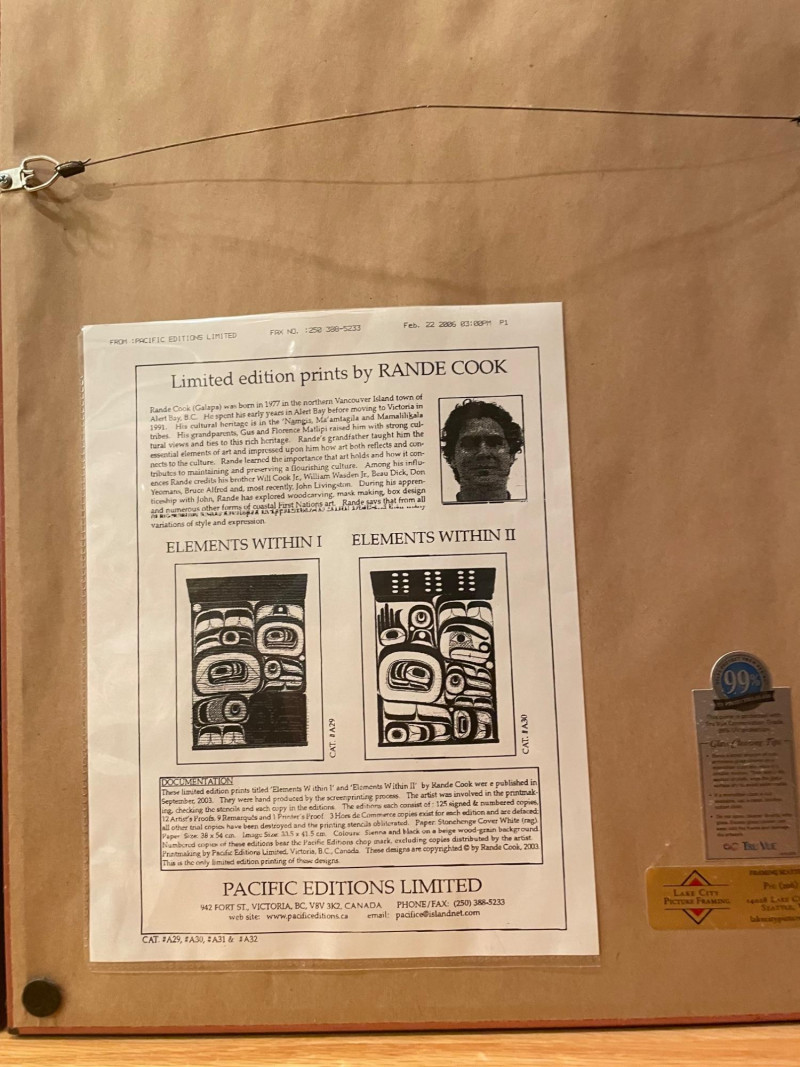 FROM :PACIFIC EDITIONS LIMITED
FAX NO. :250 388-5233
Feb. 22 2006 03:00PM P1
Limited edition prints by RANDE COOK
Rande Cook (Galapa) was born in 1977 in the northern Vancouver Island town of
Alert Bay, B.C. He spent his early years in Alert Bay before moving to Victoria in
1991. His cultural heritage is in the 'Namgis, Ma'amtagila and Mamalilikala
tribes. His grandparents, Gus and Florence Matlipi raised him with strong cul-
tural views and ties to this rich heritage. Rande's grandfather taught him the
essential elements of art and impressed upon him how art both reflects and con-
nects to the culture. Rande learned the importance that art holds and how it con-
tributes to maintaining and preserving a flourishing culture. Among his influ-
ences Rande credits his brother Will Cook Jr., William Wasden Jr., Beau Dick, Don
Yeomans, Bruce Alfred and, most recently, John Livingston. During his appren-
ticeship with John, Rande has explored woodcarving, mask making, box design
and numerous other forms of coastal First Nations art. Rande says that from all
variations of style and expression.
ELEMENTS WITHIN I
ELEMENTS WITHIN II
CAT. #A29
CAT. #A30
DOCUMENTATION
These limited edition prints titled 'Elements Within I' and 'Elements Within II' by Rande Cook wer e published in
September, 2003. They were hand produced by the screenprinting process. The artist was involved in the printmak-
ing, checking the stencils and each copy in the editions. The editions each consist of : 125 signed & numbered copies,
12 Artist's Proofs, 9 Remarques and 1 Printer's Proof. 3 Hors de Commerce copies exist for each edition and are defaced;
all other trial copies have been destroyed and the printing stencils obliterated. Paper: Stonehenge Cover White (rag).
Paper Size: 38 x 56 cm. Image Size: 33.5 x 41.5 cm. Colours: Sienna and black on a beige wood-grain background.
Numbered copies of these editions bear the Pacific Editions chop mark, excluding copies distributed by the artist.
Printmaking by Pacific Editions Limited, Victoria, B.C., Canada. These designs are copyrighted © by Rande Cook, 2003.
This is the only limited edition printing of these designs.
PACIFIC EDITIONS LIMITED
942 FORT ST., VICTORIA, BC, V8V 3K2, CANADA PHONE/FAX: (250) 388-5233
web site: www.pacificeditions.ca email: pacifice@islandnet.com
CAT. #A29, #A30, #A31 & #A32
99%
Glass Cleaning Tips
TRU VUE
LAKE CITY
PICTURE FRAMING